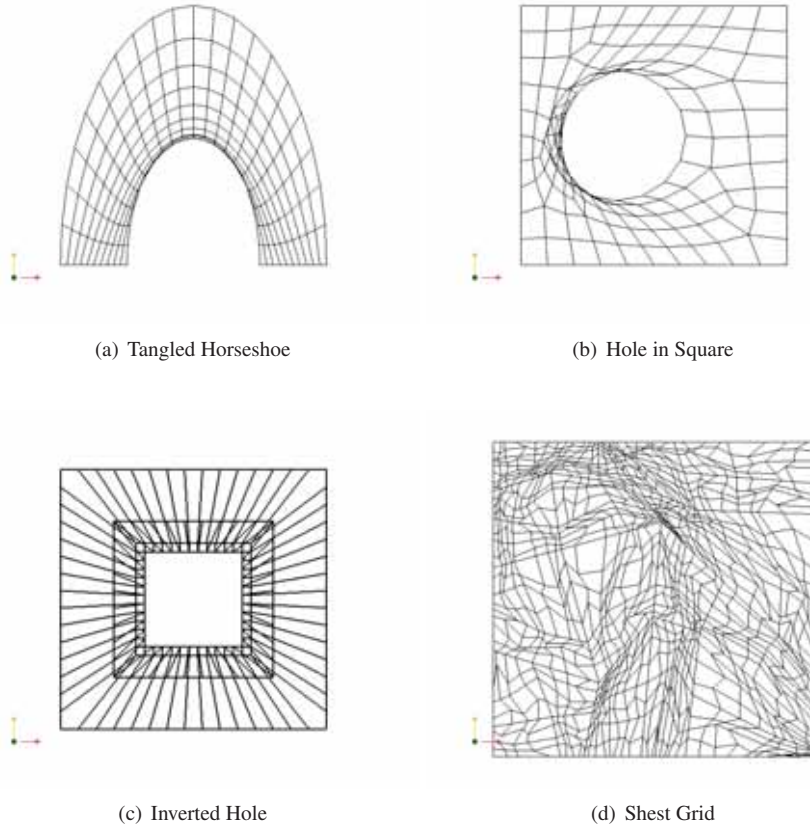 (a) Tangled Horseshoe
(b) Hole in Square
(c) Inverted Hole
(d) Shest Grid